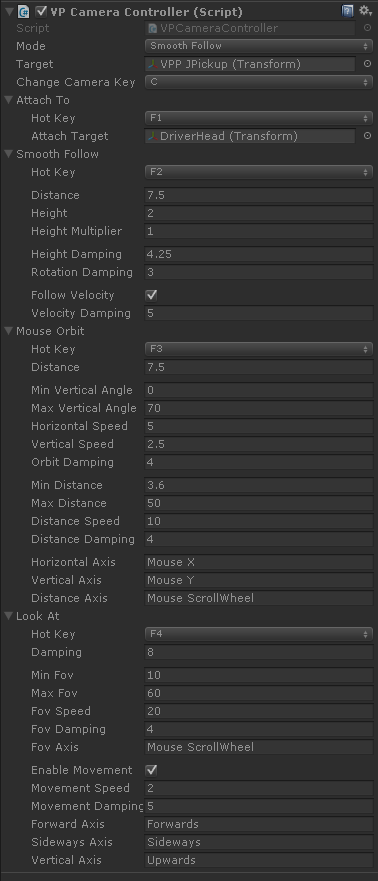 VP Camera Controller (Script)
Script VPCameraController
Mode Smooth Follow
Target VPP JPickup (Transform)
Change Camera Key C
Attach To
Hot Key F1
Attach Target DriverHead (Transform)
Smooth Follow
Hot Key F2
Distance 7.5
Height 2
Height Multiplier 1
Height Damping 4.25
Rotation Damping 3
Follow Velocity
Velocity Damping 5
Mouse Orbit
Hot Key F3
Distance 7.5
Min Vertical Angle 0
Max Vertical Angle 70
Horizontal Speed 5
Vertical Speed 2.5
Orbit Damping 4
Min Distance 3.6
Max Distance 50
Distance Speed 10
Distance Damping 4
Horizontal Axis Mouse X
Vertical Axis Mouse Y
Distance Axis Mouse ScrollWheel
Look At
Hot Key F4
Damping 8
Min Fov 10
Max Fov 60
Fov Speed 20
Fov Damping 4
Fov Axis Mouse ScrollWheel
Enable Movement
Movement Speed 2
Movement Damping 5
Forward Axis Forwards
Sideways Axis Sideways
Vertical Axis Upwards